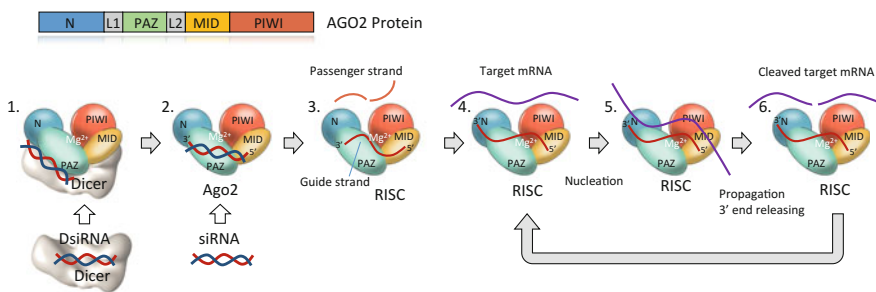 N L1 PAZ L2 MID PIWI AGO2 Protein
Passenger strand
Target mRNA
Cleaved target mRNA
1.
N
PIWI
Mg2+
MID
PAZ
Dicer
DsiRNA
Dicer
2.
N
PIWI
3′
Mg2+
MID
5′
PAZ
Ago2
siRNA
3.
N
PIWI
3′
Mg2+
MID
5′
PAZ
Guide strand
RISC
4.
3′N
PIWI
Mg2+
MID
5′
PAZ
RISC
Nucleation
5.
3′N
PIWI
Mg2+
MID
5′
PAZ
RISC
Propagation
3′ end releasing
6.
3′N
PIWI
Mg2+
MID
5′
PAZ
RISC